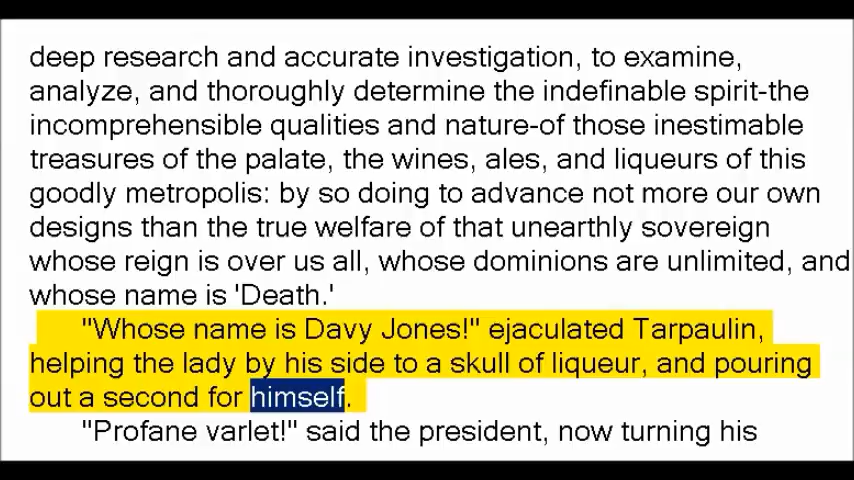 deep research and accurate investigation, to examine,
analyze, and thoroughly determine the indefinable spirit-the
incomprehensible qualities and nature-of those inestimable
treasures of the palate, the wines, ales, and liqueurs of this
goodly metropolis: by so doing to advance not more our own
designs than the true welfare of that unearthly sovereign
whose reign is over us all, whose dominions are unlimited, and
whose name is 'Death.'
"Whose name is Davy Jones!" ejaculated Tarpaulin,
helping the lady by his side to a skull of liqueur, and pouring
out a second for himself.
"Profane varlet!" said the president, now turning his